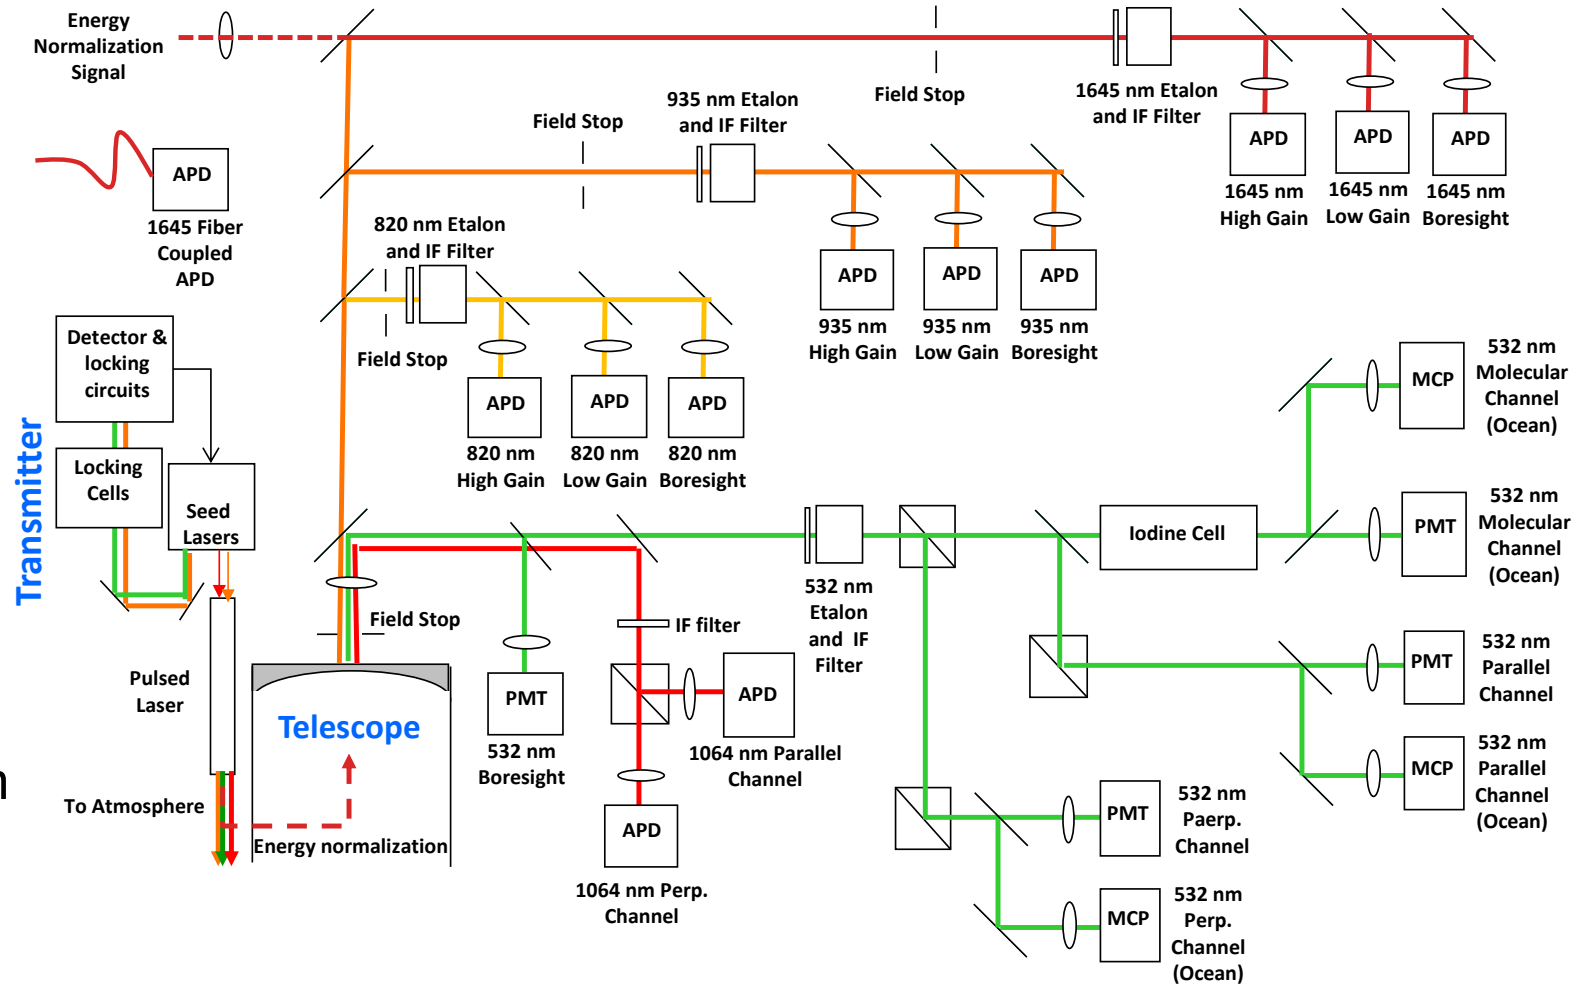 Energy
Normalization
Signal
Field Stop
1645 nm Etalon
and IF Filter
APD
APD
APD
1645 nm
High Gain
1645 nm
Low Gain
1645 nm
Boresight
APD
1645 Fiber
Coupled
APD
Field Stop
935 nm Etalon
and IF Filter
APD
APD
APD
935 nm
High Gain
935 nm
Low Gain
935 nm
Boresight
820 nm Etalon
and IF Filter
Field Stop
APD
APD
APD
820 nm
High Gain
820 nm
Low Gain
820 nm
Boresight
Transmitter
Detector &
locking
circuits
Locking
Cells
Seed
Lasers
Pulsed
Laser
To Atmosphere
Field Stop
Telescope
Energy normalization
PMT
532 nm
Boresight
IF filter
APD
1064 nm Parallel
Channel
APD
1064 nm Perp.
Channel
532 nm
Etalon
and IF
Filter
Iodine Cell
MCP
532 nm
Molecular
Channel
(Ocean)
PMT
532 nm
Molecular
Channel
(Ocean)
PMT
532 nm
Parallel
Channel
MCP
532 nm
Parallel
Channel
(Ocean)
PMT
532 nm
Paerp.
Channel
MCP
532 nm
Perp.
Channel
(Ocean)